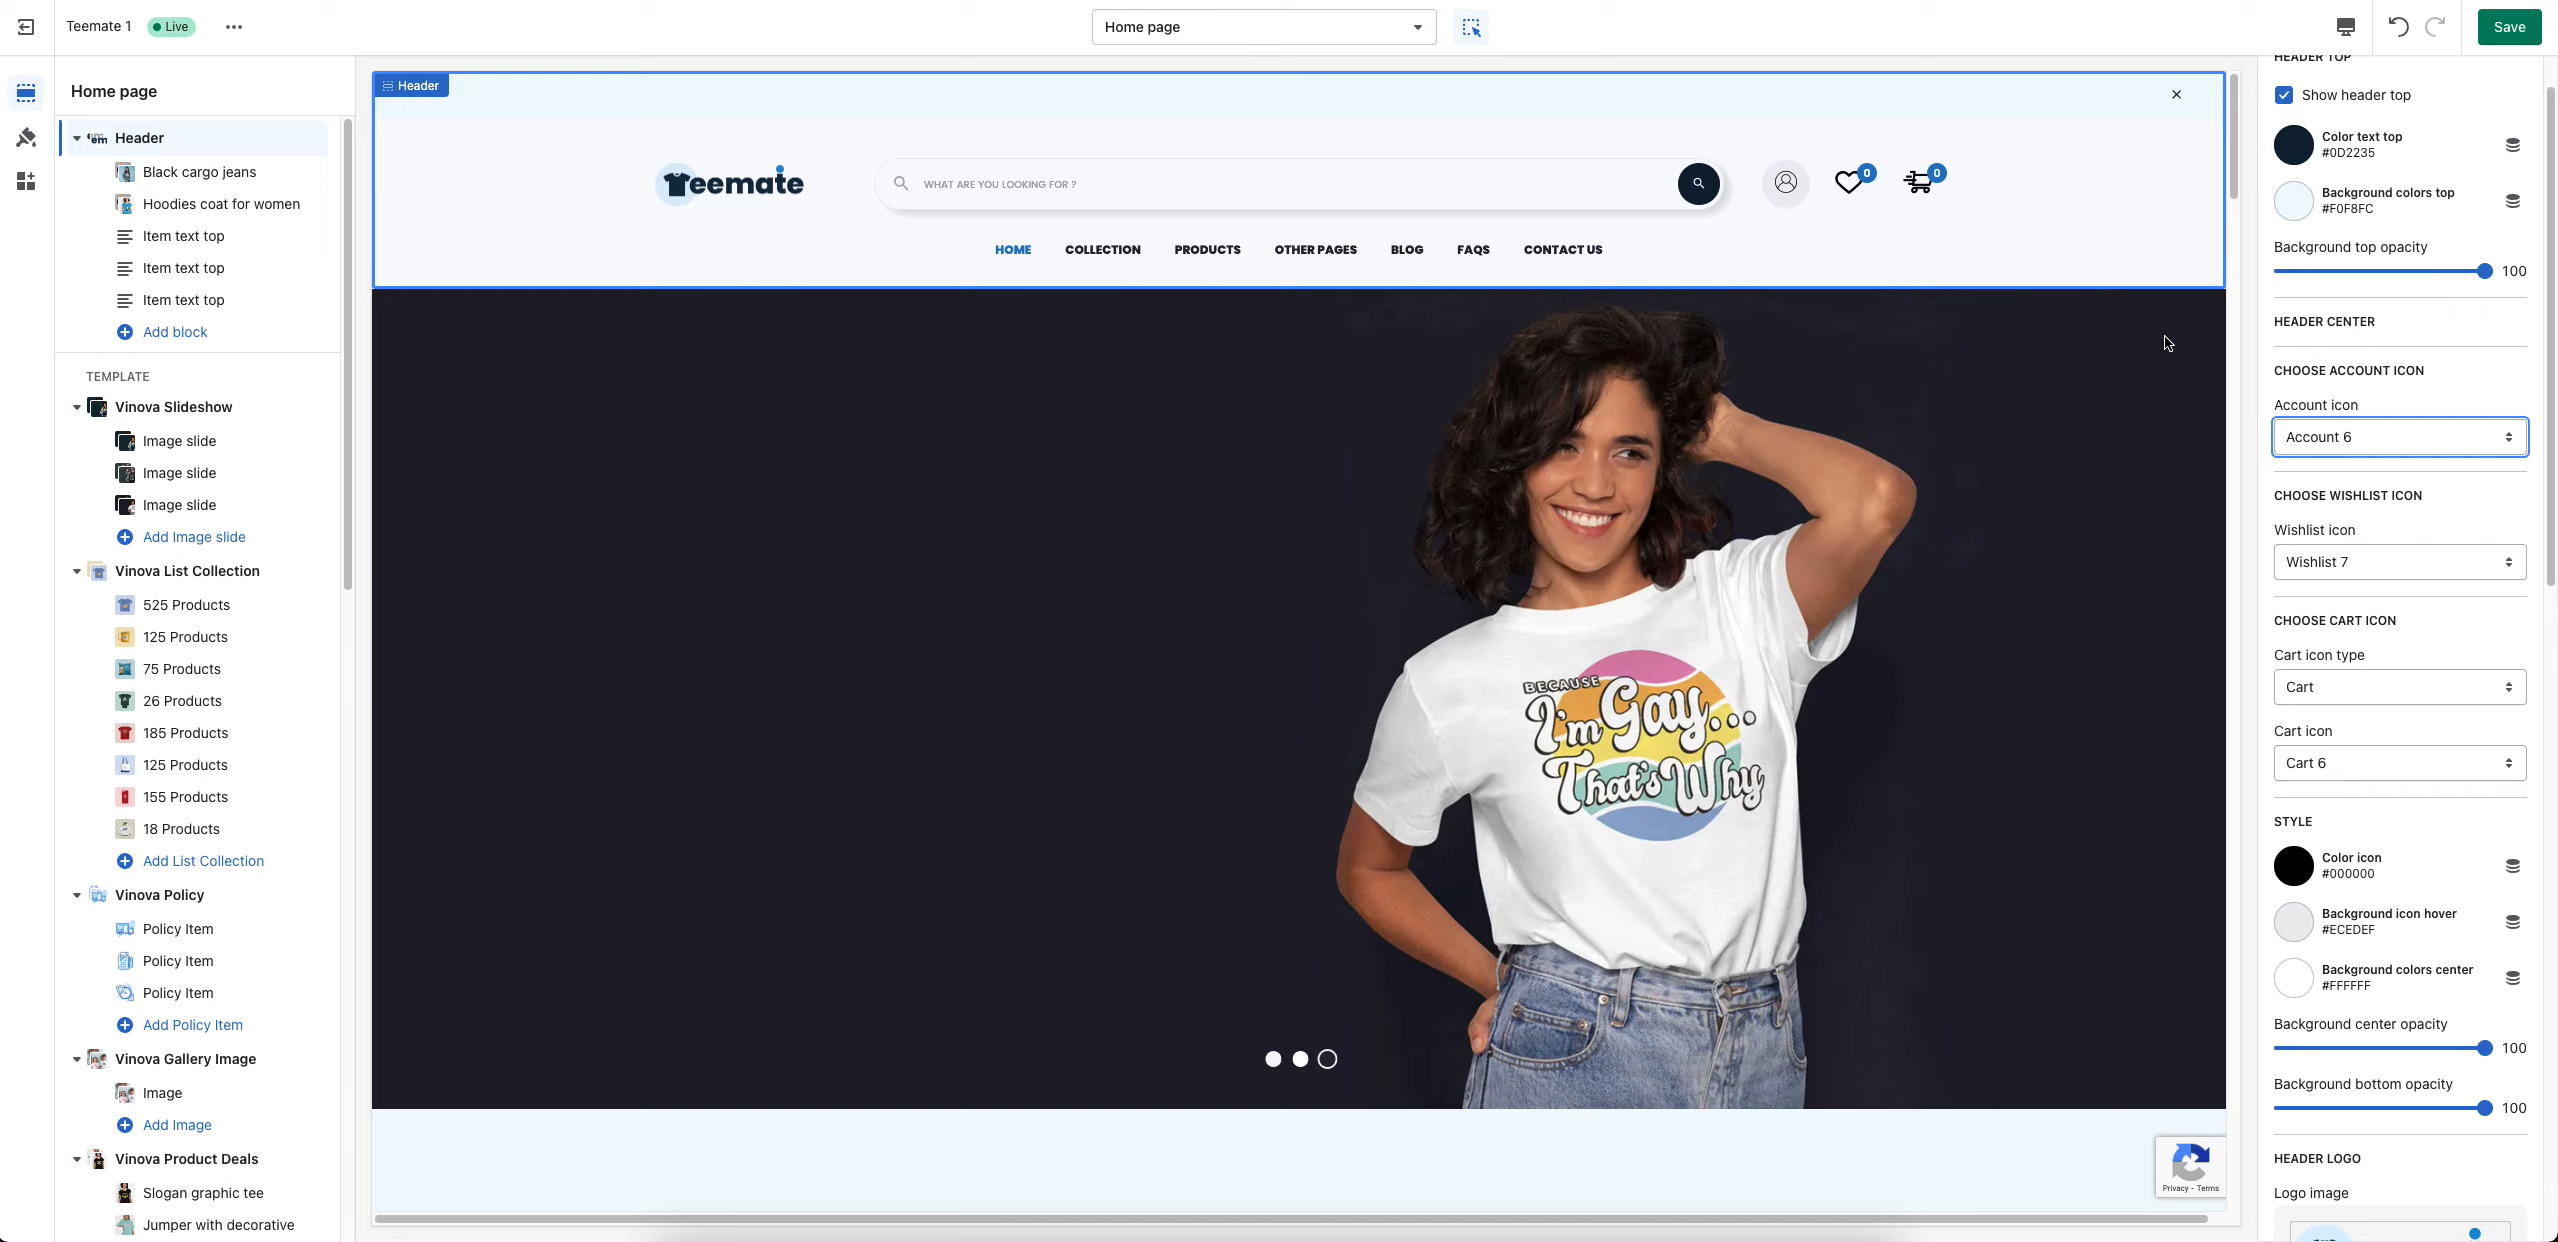 Teemate 1
Live
Home page
Save
Home page
Header
Black cargo jeans
Hoodies coat for women
Item text top
Item text top
Item text top
Add block
TEMPLATE
Vinova Slideshow
Image slide
Image slide
Image slide
Add Image slide
Vinova List Collection
525 Products
125 Products
75 Products
26 Products
185 Products
125 Products
155 Products
18 Products
Add List Collection
Vinova Policy
Policy Item
Policy Item
Policy Item
Add Policy Item
Vinova Gallery Image
Image
Add Image
Vinova Product Deals
Slogan graphic tee
Jumper with decorative
Header
eemate
WHAT ARE YOU LOOKING FOR ?
0
0
HOME COLLECTION PRODUCTS OTHER PAGES BLOG FAQS CONTACT US
BECAUSE
I'm Gay...
That's Why
Privacy - Terms
HEADER TOP
Show header top
Color text top
#0D2235
Background colors top
#F0F8FC
Background top opacity
100
HEADER CENTER
CHOOSE ACCOUNT ICON
Account icon
Account 6
CHOOSE WISHLIST ICON
Wishlist icon
Wishlist 7
CHOOSE CART ICON
Cart icon type
Cart
Cart icon
Cart 6
STYLE
Color icon
#000000
Background icon hover
#ECEDEF
Background colors center
#FFFFFF
Background center opacity
100
Background bottom opacity
100
HEADER LOGO
Logo image